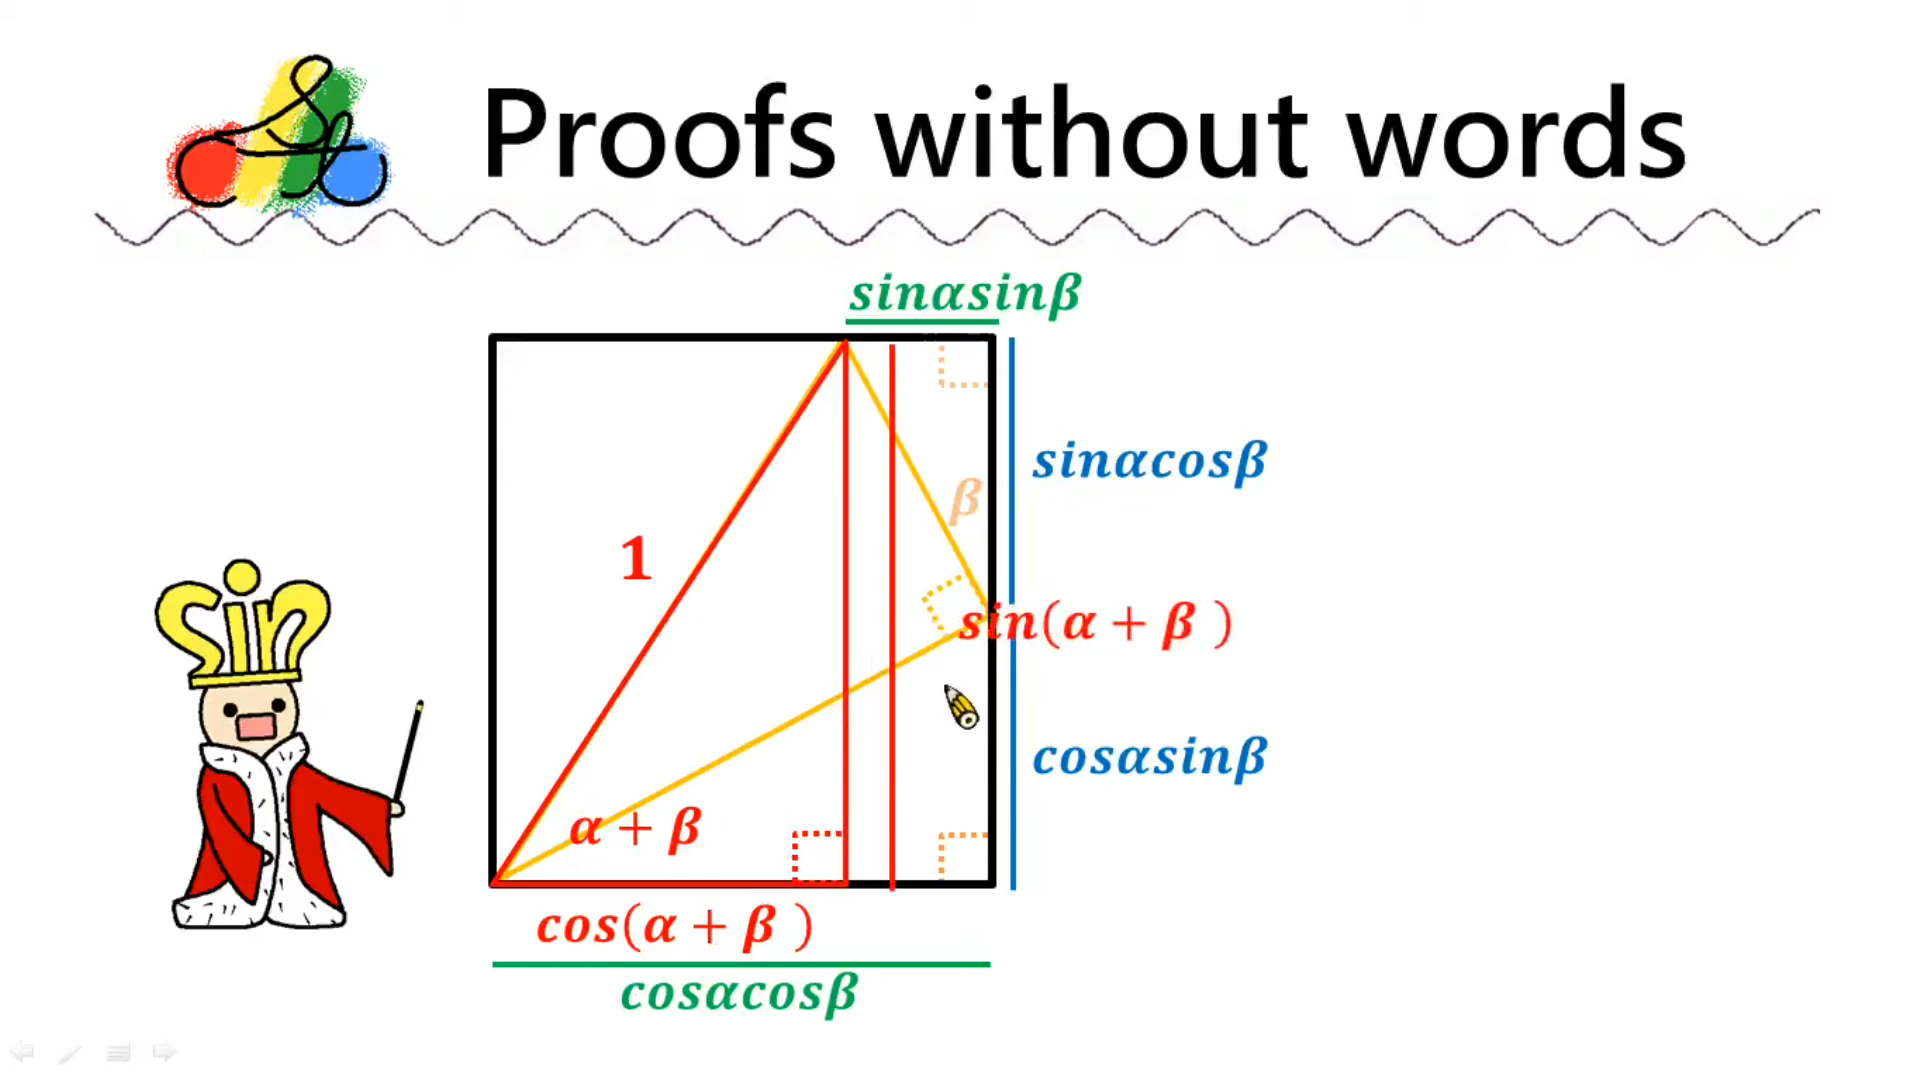 Proofs without words
sinαsinβ
sinαcosβ
β
1
sin(α + β )
sin
cosαsinβ
α + β
cos(α + β )
cosαcosβ